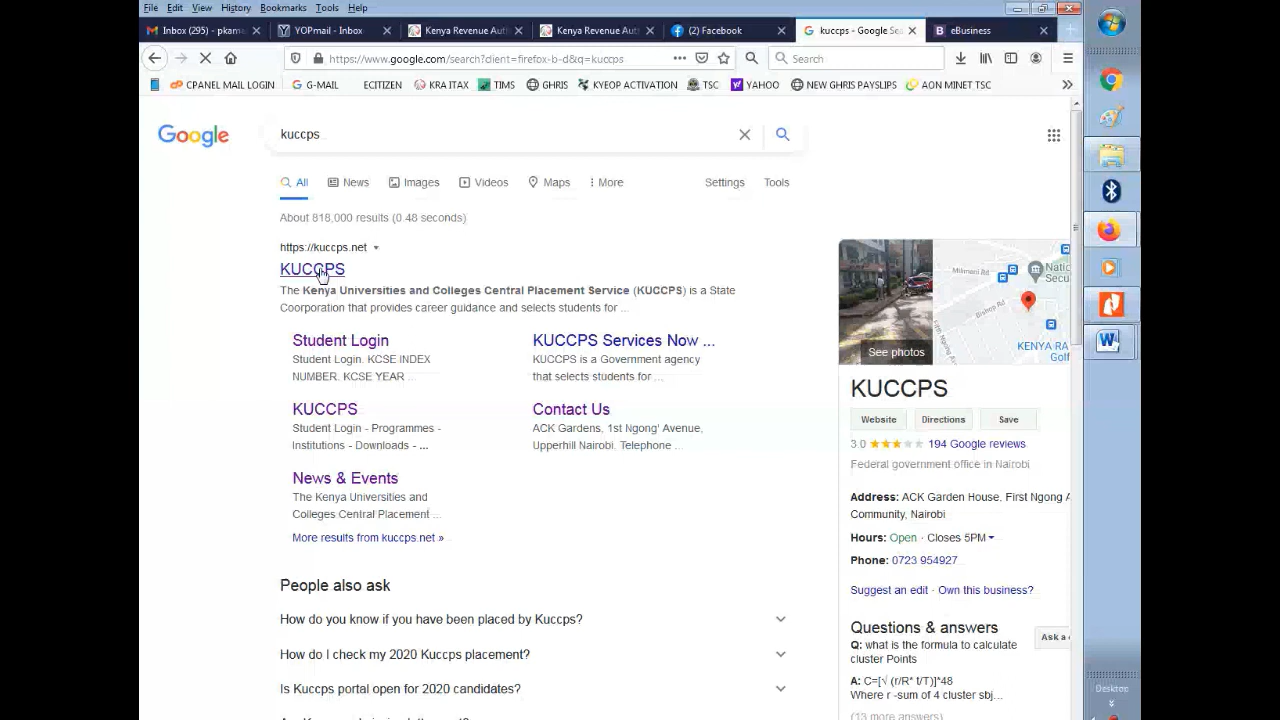 File Edit View History Bookmarks Tools Help
Inbox (295) - pkama
YOPmail - Inbox
Kenya Revenue Auth
Kenya Revenue Auth
(2) Facebook
kuccps - Google Sea
eBusiness
https://www.google.com/search?client=firefox-b-d&q=kuccps
Search
CPANEL MAIL LOGIN G-MAIL ECITIZEN KRA ITAX TIMS GHRIS KYEOP ACTIVATION TSC YAHOO NEW GHRIS PAYSLIPS AON MINET TSC
Google
kuccps
All News Images Videos Maps More Settings Tools
About 818,000 results (0.48 seconds)
https://kuccps.net
KUCCPS
The Kenya Universities and Colleges Central Placement Service (KUCCPS) is a State
Coorporation that provides career guidance and selects students for ...
Student Login
Student Login. KCSE INDEX
NUMBER. KCSE YEAR ...
KUCCPS Services Now ...
KUCCPS is a Government agency
that selects students for ...
KUCCPS
Student Login - Programmes -
Institutions - Downloads - ...
Contact Us
ACK Gardens, 1st Ngong' Avenue,
Upperhill Nairobi. Telephone ...
News & Events
The Kenya Universities and
Colleges Central Placement ...
More results from kuccps.net »
People also ask
How do you know if you have been placed by Kuccps?
How do I check my 2020 Kuccps placement?
Is Kuccps portal open for 2020 candidates?
See photos
Milimani Rd
Bishop Rd
Natio
Secu
KENYA RA
Golf
KUCCPS
Website Directions Save
3.0 194 Google reviews
Federal government office in Nairobi
Address: ACK Garden House, First Ngong A
Community, Nairobi
Hours: Open · Closes 5PM
Phone: 0723 954927
Suggest an edit · Own this business?
Questions & answers
Ask a
Q: what is the formula to calculate
cluster Points
A: C=[√ (r/R* t/T)]*48
Where r -sum of 4 cluster sbj...
(13 more answers)
Desktop